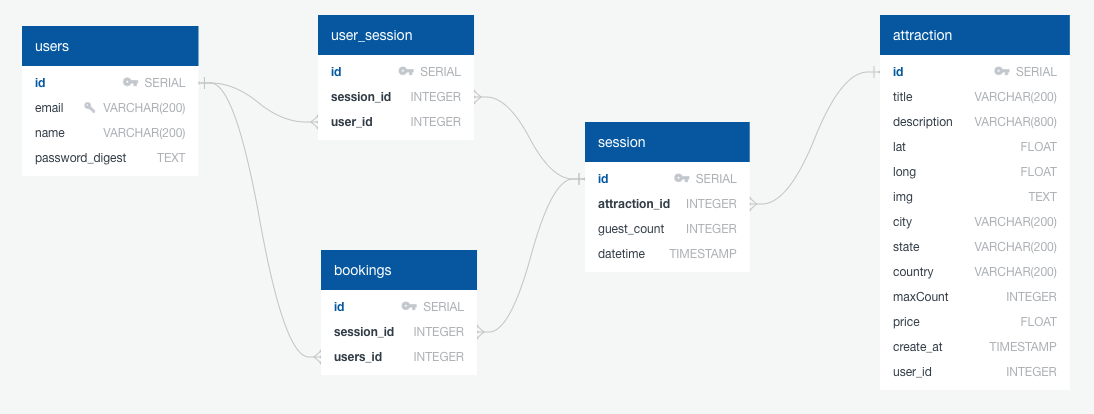 users
id SERIAL
email VARCHAR(200)
name VARCHAR(200)
password_digest TEXT
user_session
id SERIAL
session_id INTEGER
user_id INTEGER
bookings
id SERIAL
session_id INTEGER
users_id INTEGER
session
id SERIAL
attraction_id INTEGER
guest_count INTEGER
datetime TIMESTAMP
attraction
id SERIAL
title VARCHAR(200)
description VARCHAR(800)
lat FLOAT
long FLOAT
img TEXT
city VARCHAR(200)
state VARCHAR(200)
country VARCHAR(200)
maxCount INTEGER
price FLOAT
create_at TIMESTAMP
user_id INTEGER